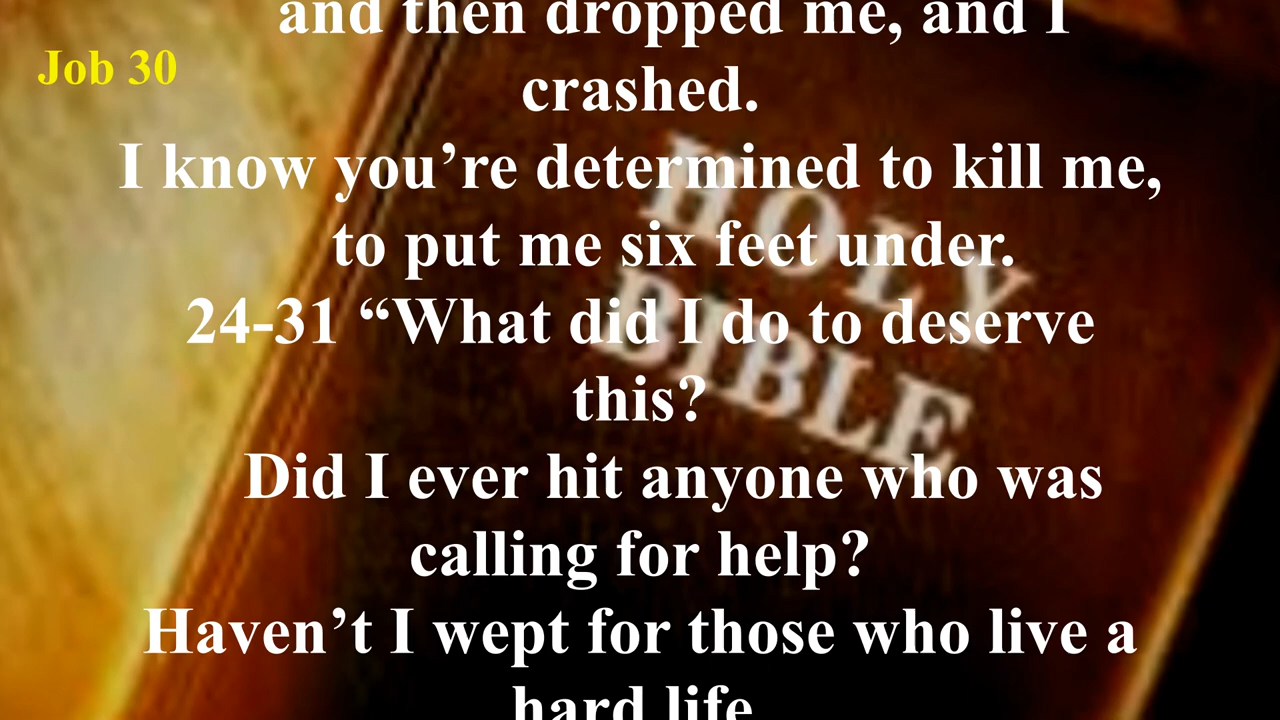 and then dropped me, and I
Job 30
crashed.
I know you’re determined to kill me,
to put me six feet under.
24-31 “What did I do to deserve
this?
Did I ever hit anyone who was
calling for help?
Haven’t I wept for those who live a
hard life
HOLY
BIBLE